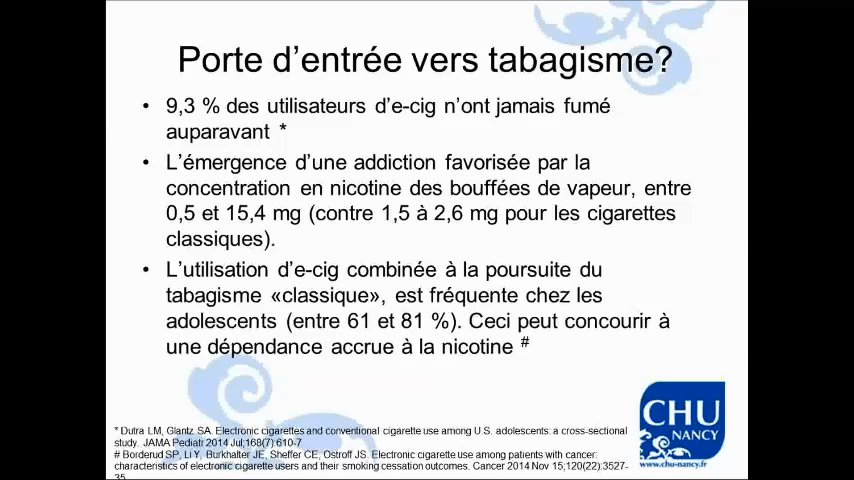 Porte d’entrée vers tabagisme?
• 9,3 % des utilisateurs d’e-cig n’ont jamais fumé
auparavant *
• L’émergence d’une addiction favorisée par la
concentration en nicotine des bouffées de vapeur, entre
0,5 et 15,4 mg (contre 1,5 à 2,6 mg pour les cigarettes
classiques).
• L’utilisation d’e-cig combinée à la poursuite du
tabagisme «classique», est fréquente chez les
adolescents (entre 61 et 81 %). Ceci peut concourir à
une dépendance accrue à la nicotine #
* Dutra LM, Glantz SA. Electronic cigarettes and conventional cigarette use among U.S. adolescents: a cross-sectional
study. JAMA Pediatr 2014 Jul;168(7):610-7
# Borderud SP, Li Y, Burkhalter JE, Sheffer CE, Ostroff JS. Electronic cigarette use among patients with cancer:
characteristics of electronic cigarette users and their smoking cessation outcomes. Cancer 2014 Nov 15;120(22):3527-
35.
CHU
NANCY
www.chu-nancy.fr